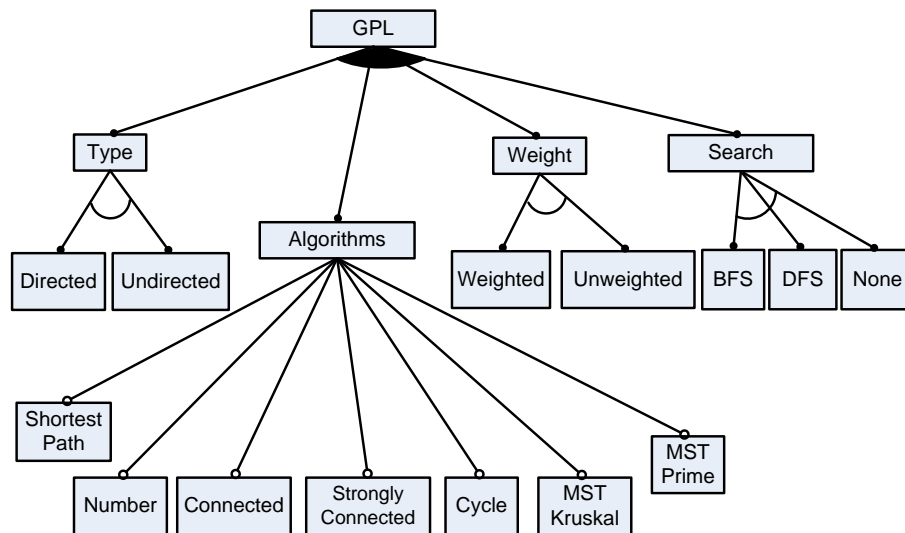 GPL
Type
Weight
Search
Algorithms
Directed
Undirected
Weighted
Unweighted
BFS
DFS
None
Shortest
Path
MST
Prime
Number
Connected
Strongly
Connected
Cycle
MST
Kruskal